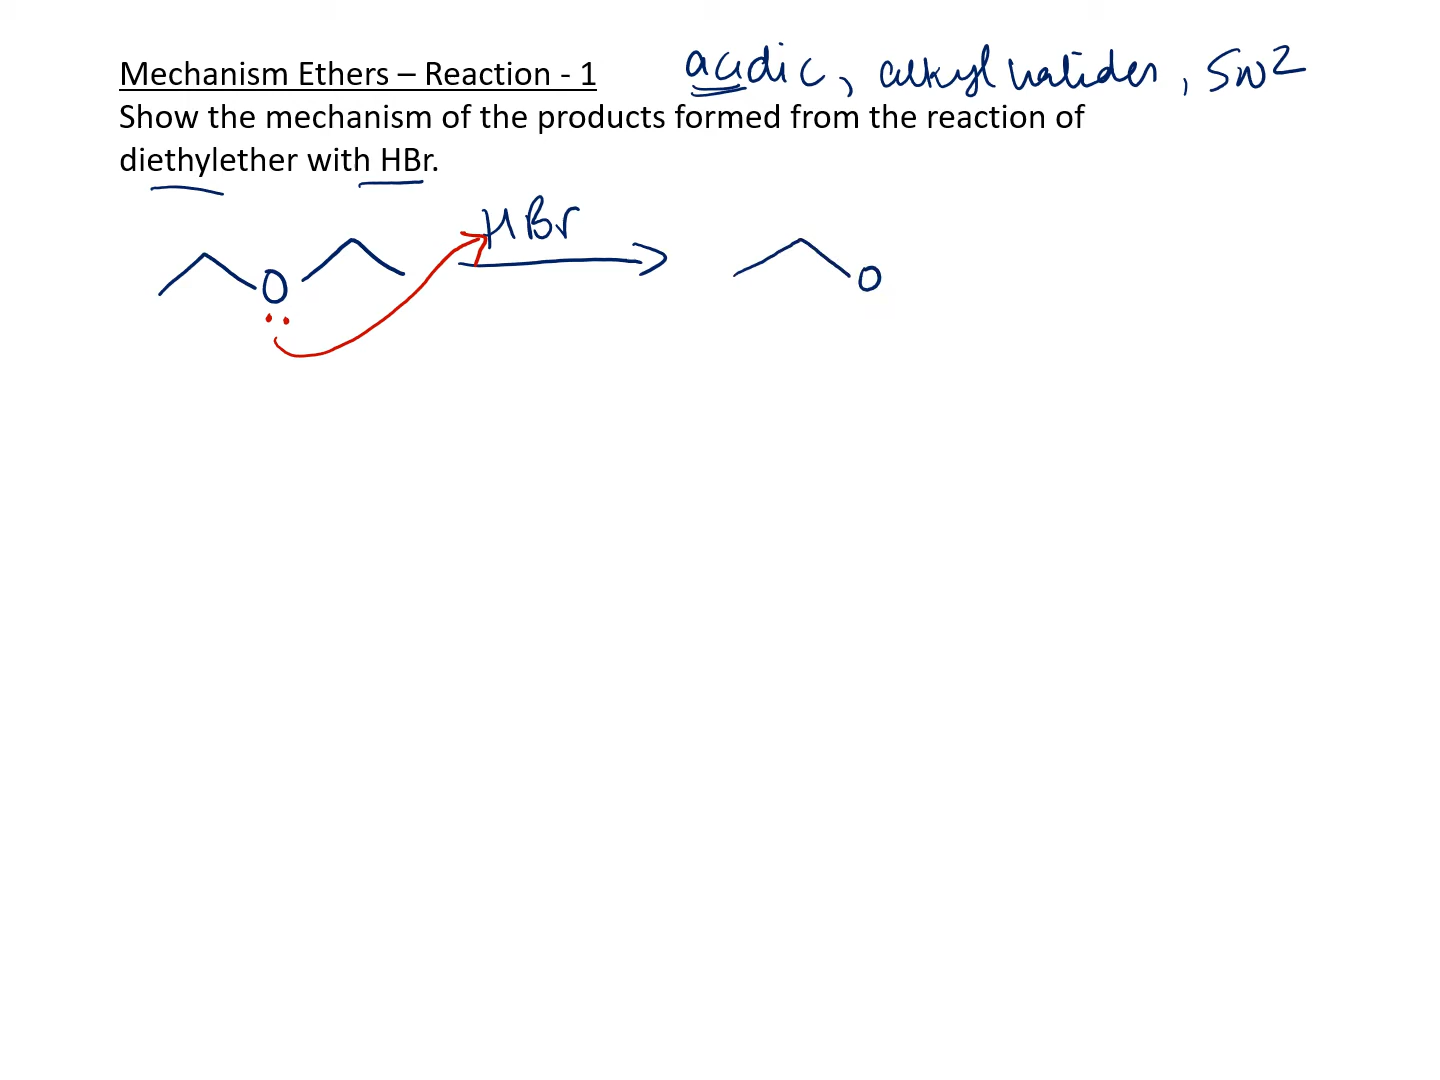 Mechanism Ethers – Reaction - 1
acidic, alkyl halides, SN2
Show the mechanism of the products formed from the reaction of
diethylether with HBr.
HBr
O
O